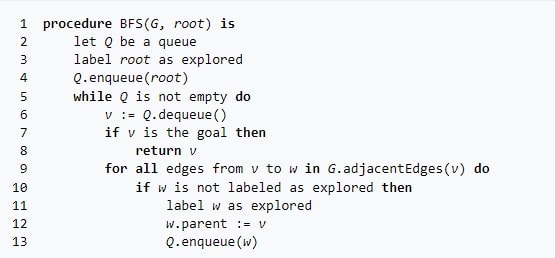 1 procedure BFS(G, root) is
2 let Q be a queue
3 label root as explored
4 Q.enqueue(root)
5 while Q is not empty do
6 v := Q.dequeue()
7 if v is the goal then
8 return v
9 for all edges from v to w in G.adjacentEdges(v) do
10 if w is not labeled as explored then
11 label w as explored
12 w.parent := v
13 Q.enqueue(w)